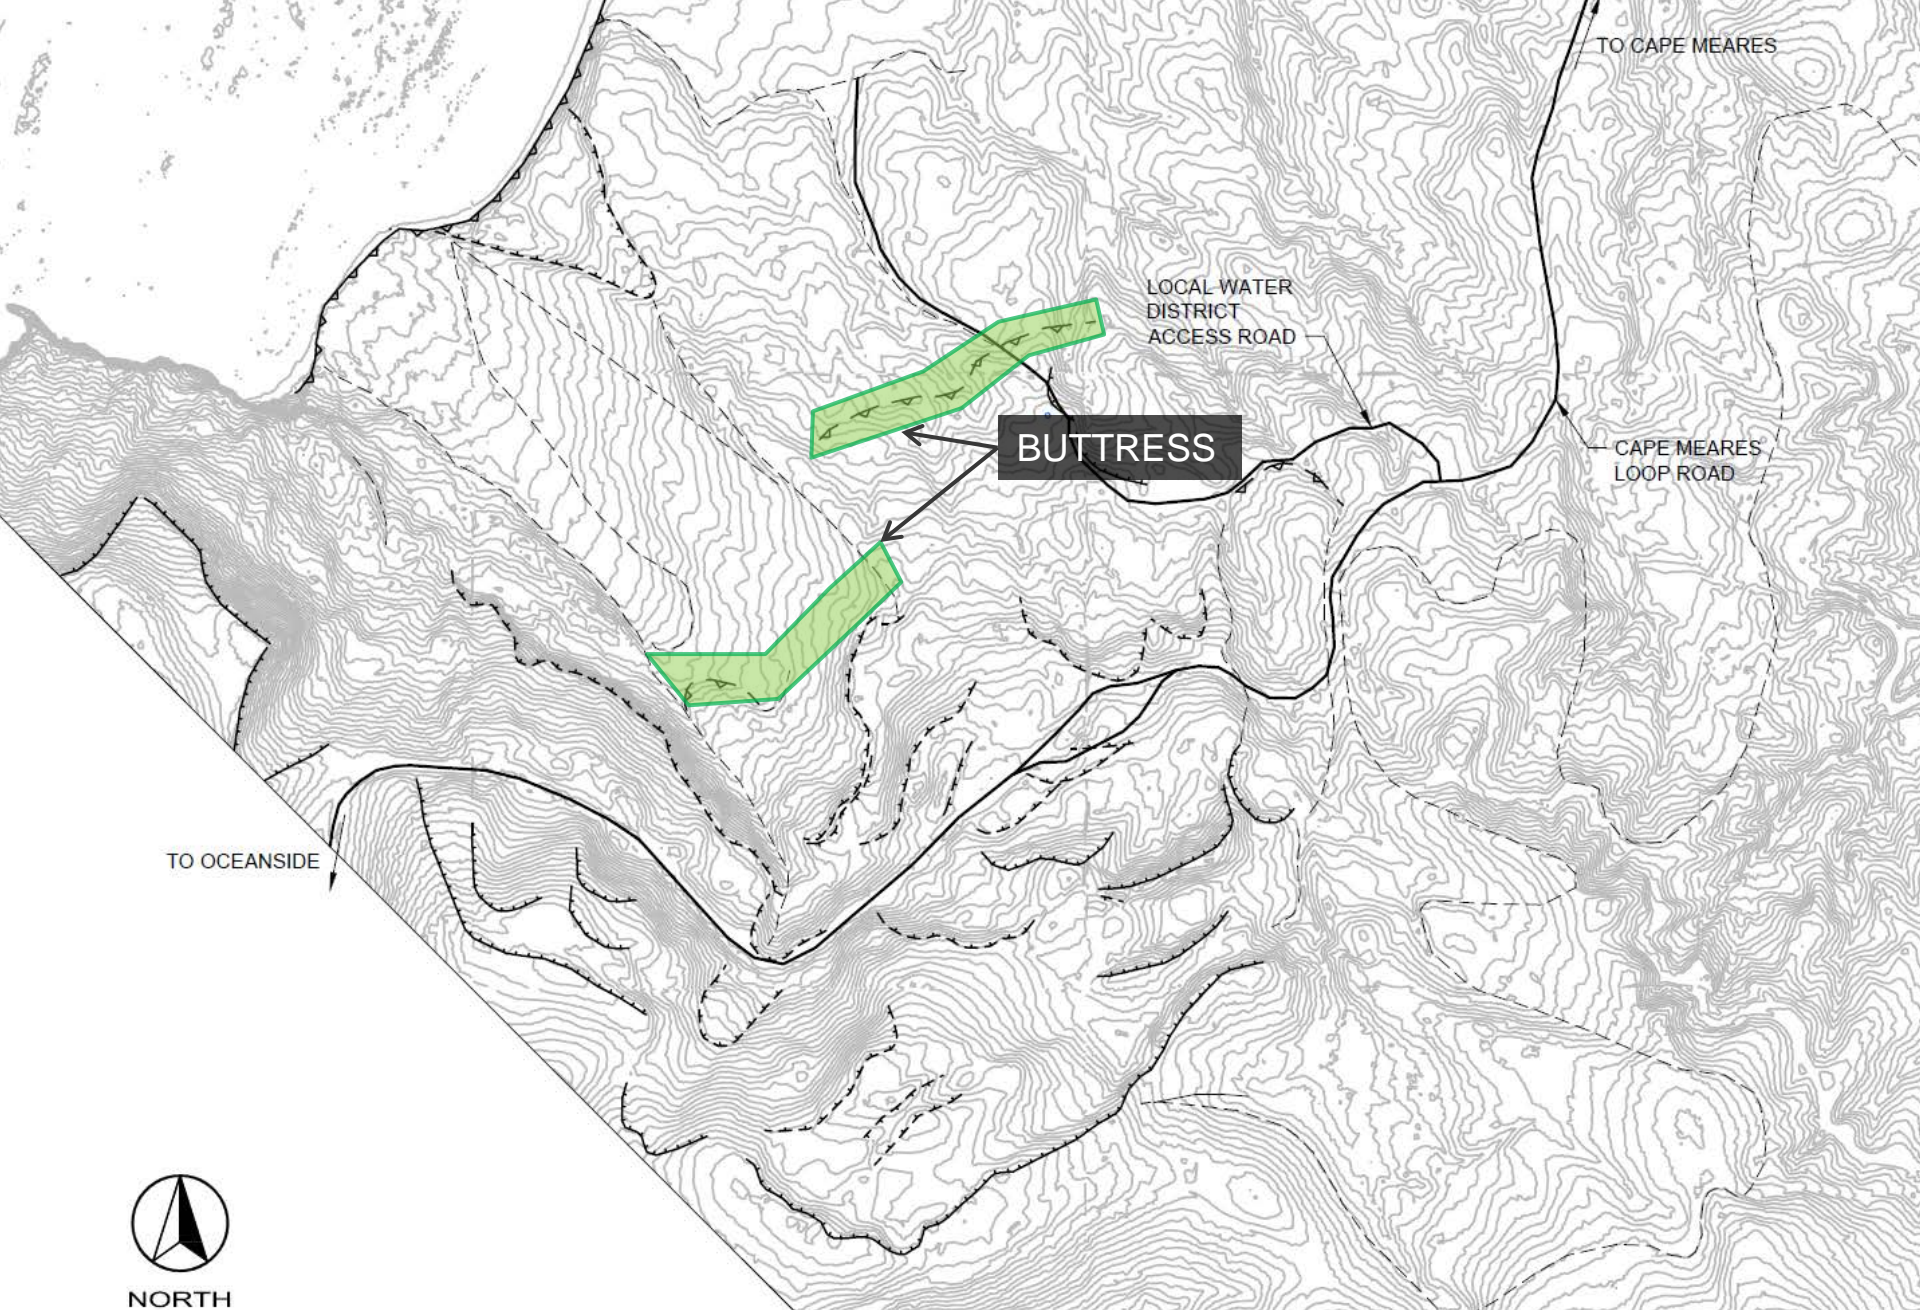 TO CAPE MEARES
LOCAL WATER
DISTRICT
ACCESS ROAD
BUTTRESS
CAPE MEARES
LOOP ROAD
TO OCEANSIDE
NORTH